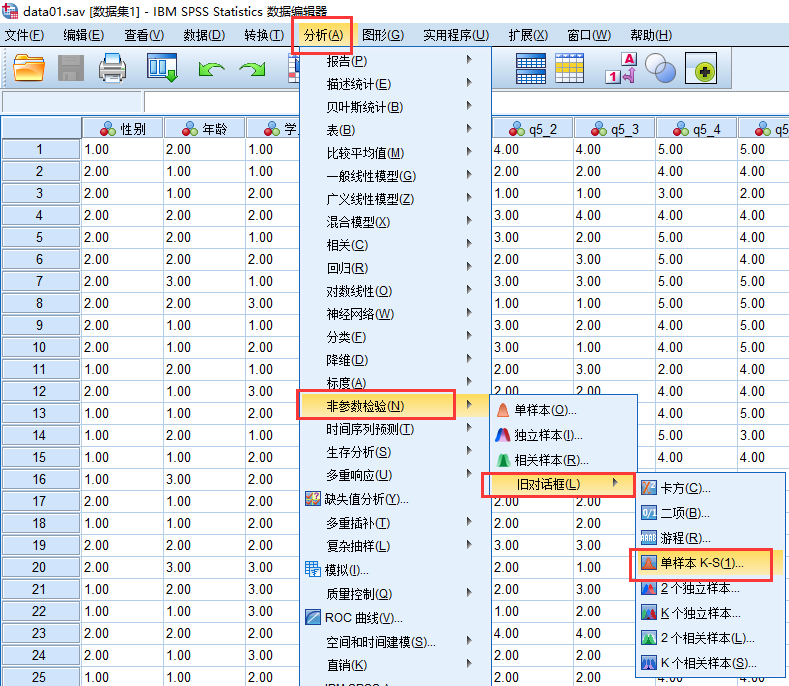 data01.sav [数据集1] - IBM SPSS Statistics 数据编辑器
文件(F) 编辑(E) 查看(V) 数据(D) 转换(T) 分析(A) 图形(G) 实用程序(U) 扩展(X) 窗口(W) 帮助(H)
性别 年龄 学 q5_2 q5_3 q5_4 q5
1 1.00 2.00 1.00 4.00 4.00 5.00 5.00
2 2.00 2.00 1.00 2.00 2.00 4.00 4.00
3 2.00 1.00 2.00 1.00 1.00 3.00 2.00
4 2.00 2.00 2.00 3.00 4.00 4.00 4.00
5 2.00 2.00 1.00 3.00 2.00 5.00 4.00
6 2.00 2.00 2.00 2.00 3.00 5.00 4.00
7 2.00 3.00 1.00 3.00 3.00 5.00 5.00
8 2.00 3.00 2.00 1.00 1.00 5.00 4.00
9 2.00 1.00 1.00 3.00 2.00 4.00 5.00
10 2.00 1.00 2.00 3.00 1.00 4.00 5.00
11 1.00 2.00 1.00 2.00 3.00 2.00 4.00
12 2.00 1.00 3.00 4.00 4.00
13 1.00 1.00 2.00 4.00 5.00
14 2.00 1.00 1.00 5.00 3.00
15 1.00 1.00 2.00 4.00 4.00
16 1.00 3.00 2.00
17 2.00 1.00 2.00 2.00 2.00
18 1.00 1.00 2.00
19 2.00 2.00 2.00 3.00 3.00
20 2.00 3.00 3.00 2.00 1.00
21 1.00 2.00 3.00 2.00 3.00
22 1.00 1.00 2.00 1.00 2.00
23 2.00 2.00 2.00 4.00 4.00
24 2.00 1.00 3.00 2.00 2.00
25 1.00 1.00 2.00 2.00 2.00 4.00 4.00
报告(P)
描述统计(E)
贝叶斯统计(B)
表(B)
比较平均值(M)
一般线性模型(G)
广义线性模型(Z)
混合模型(X)
相关(C)
回归(R)
对数线性(O)
神经网络(W)
分类(F)
降维(D)
标度(A)
非参数检验(N)
时间序列预测(T)
生存分析(S)
多重响应(U)
缺失值分析(Y)...
多重插补(T)
复杂抽样(L)
模拟(I)...
质量控制(Q)
ROC 曲线(V)...
空间和时间建模(S)...
直销(K)
单样本(O)...
独立样本(I)...
相关样本(R)...
旧对话框(L)
卡方(C)...
二项(B)...
游程(R)...
单样本 K-S(1)...
2 个独立样本...
K 个独立样本...
2 个相关样本(L)...
K 个相关样本(S)...